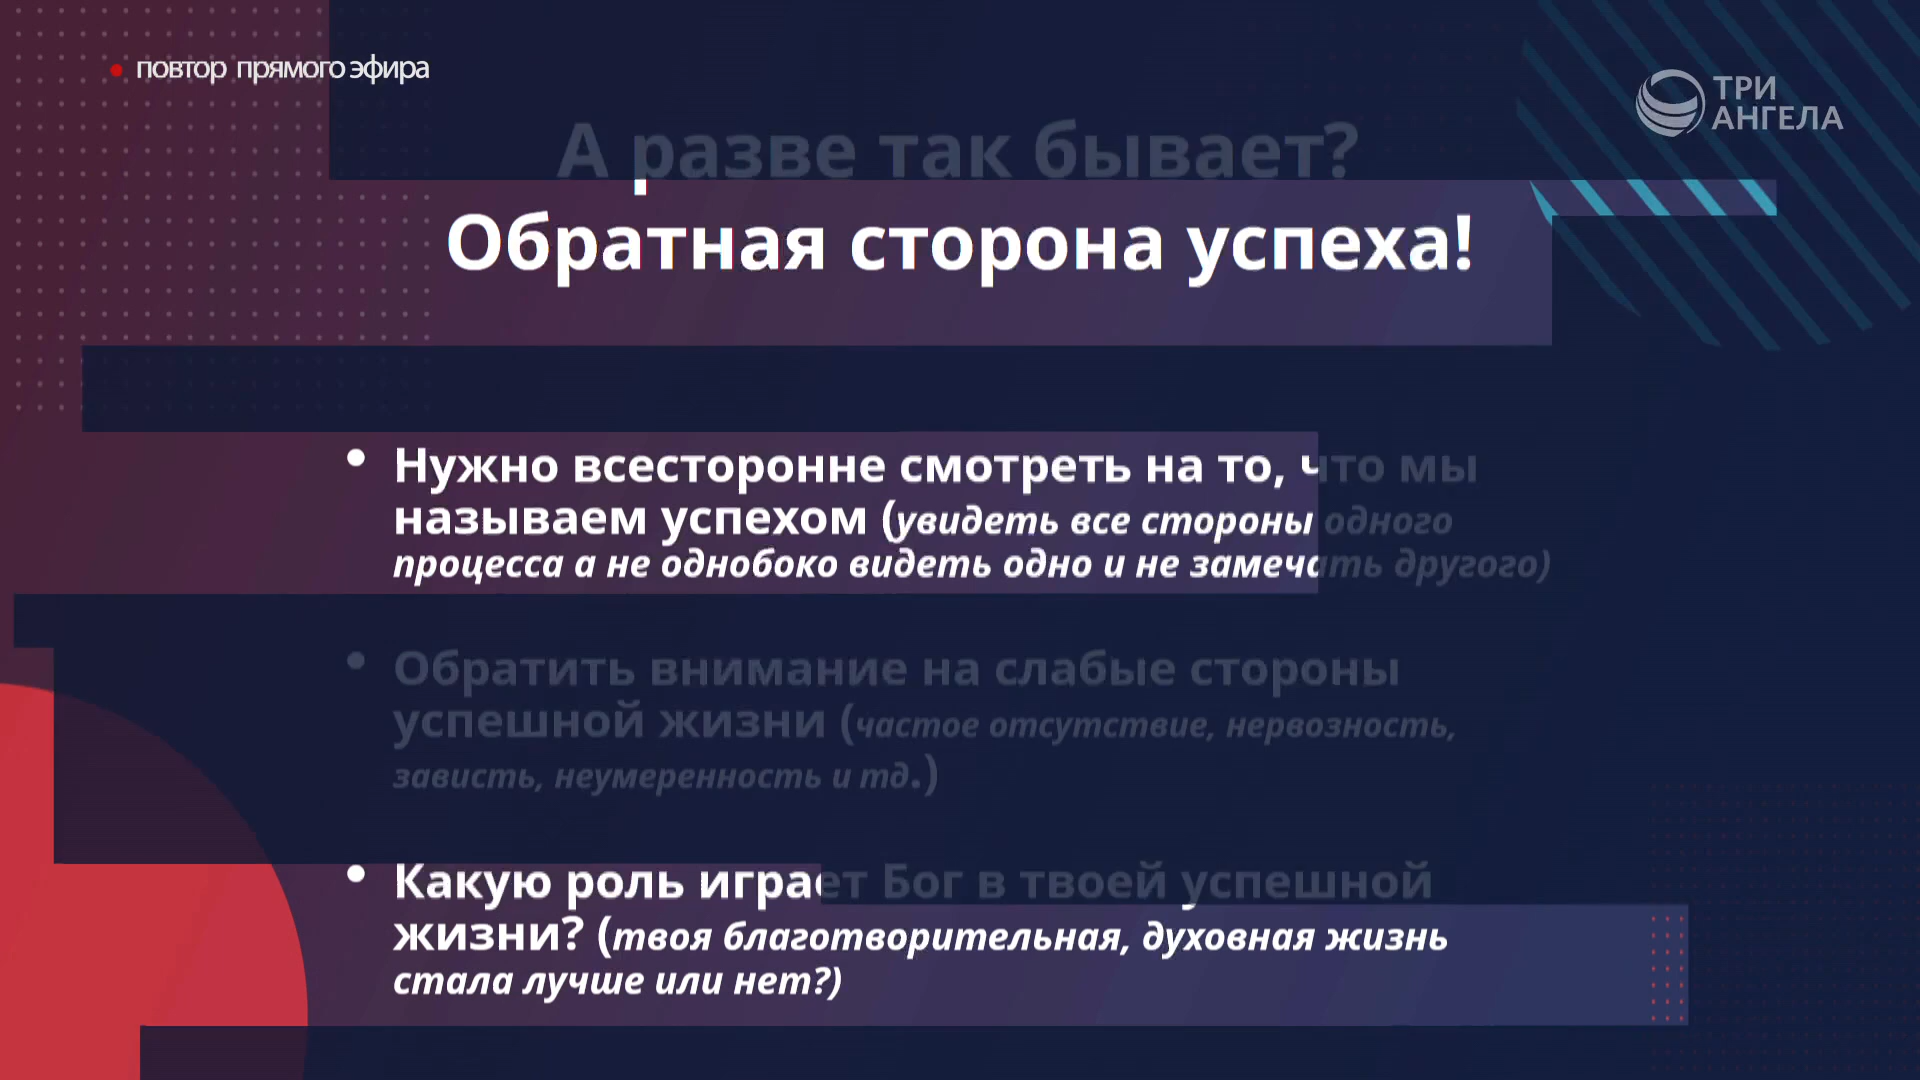 повтор прямого эфира
ТРИ
АНГЕЛА
А разве так бывает?
Обратная сторона успеха!
• Нужно всесторонне смотреть на то, что мы
называем успехом (увидеть все стороны одного
процесса а не однобоко видеть одно и не замечать другого)
• Обратить внимание на слабые стороны
успешной жизни (частое отсутствие, нервозность,
зависть, неумеренность и тд.)
• Какую роль играет Бог в твоей успешной
жизни? (твоя благотворительная, духовная жизнь
стала лучше или нет?)